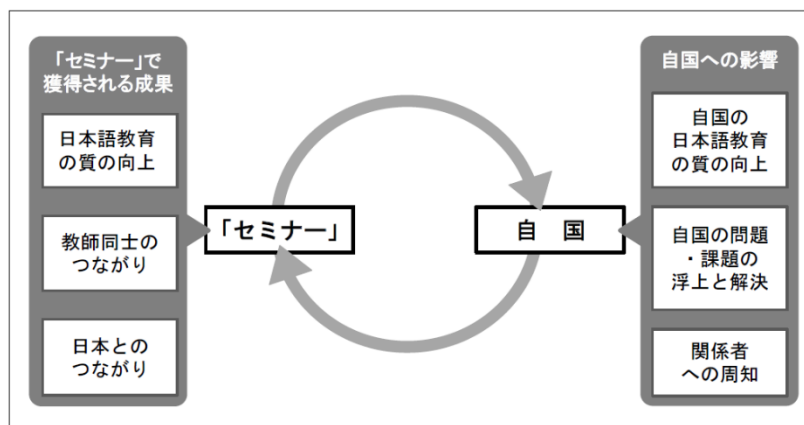 「セミナー」で
獲得される成果
日本語教育
の質の向上
教師同士の
つながり
日本との
つながり
「セミナー」
自　国
自国への影響
自国の
日本語教育
の質の向上
自国の問題
・課題の
浮上と解決
関係者
への周知